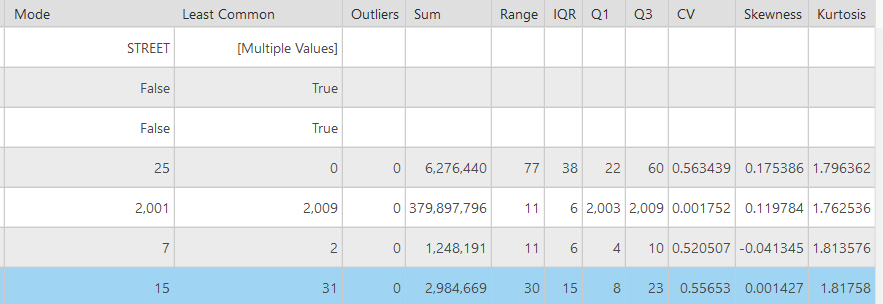 Mode Least Common Outliers Sum Range IQR Q1 Q3 CV Skewness Kurtosis
STREET [Multiple Values]
False True
False True
25 0 0 6,276,440 77 38 22 60 0.563439 0.175386 1.796362
2,001 2,009 0 379,897,796 11 6 2,003 2,009 0.001752 0.119784 1.762536
7 2 0 1,248,191 11 6 4 10 0.520507 -0.041345 1.813576
15 31 0 2,984,669 30 15 8 23 0.55653 0.001427 1.81758